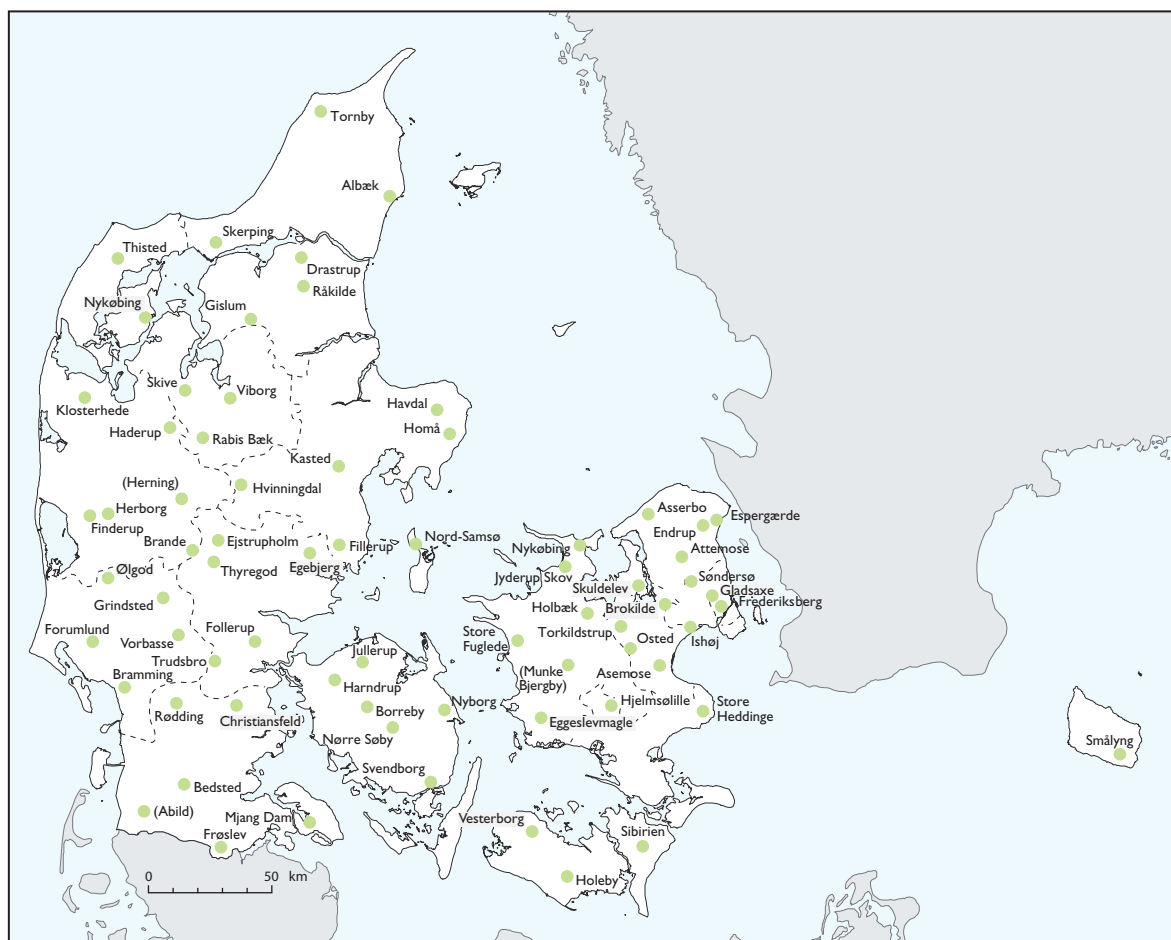 Tornby
Albæk
Skerping
Thisted
Drastrup
Råkilde
Nykøbing
Gislum
Skive
Viborg
Klosterhede
Havdal
Haderup
Homå
Rabis Bæk
Kasted
(Herning)
Hvinningdal
Herborg
Finderup
Asserbo
Espergærde
Endrup
Brande
Ejstrupholm
Fillerup
Nord-Samsø
Nykøbing
Attemose
Egebjerg
Thyregod
Ølgod
Jyderup Skov
Skuldelev
Søndersø
Gladsaxe
Frederiksberg
Grindsted
Holbæk
Brokilde
Forumlund
Vorbasse
Follerup
Store
Fuglede
Torkildstrup
Osted
Ishøj
Trudsbro
Jullerup
(Munke
Bjergby)
Asemose
Bramming
Harndrup
Rødding
Christiansfeld
Borreby
Nyborg
Hjelmsølille
Store
Heddinge
Eggeslevmagle
Nørre Søby
Smålyng
Svendborg
Bedsted
(Abild)
Mjang Dam
Vesterborg
Sibirien
Frøslev
Holeby
0 50 km